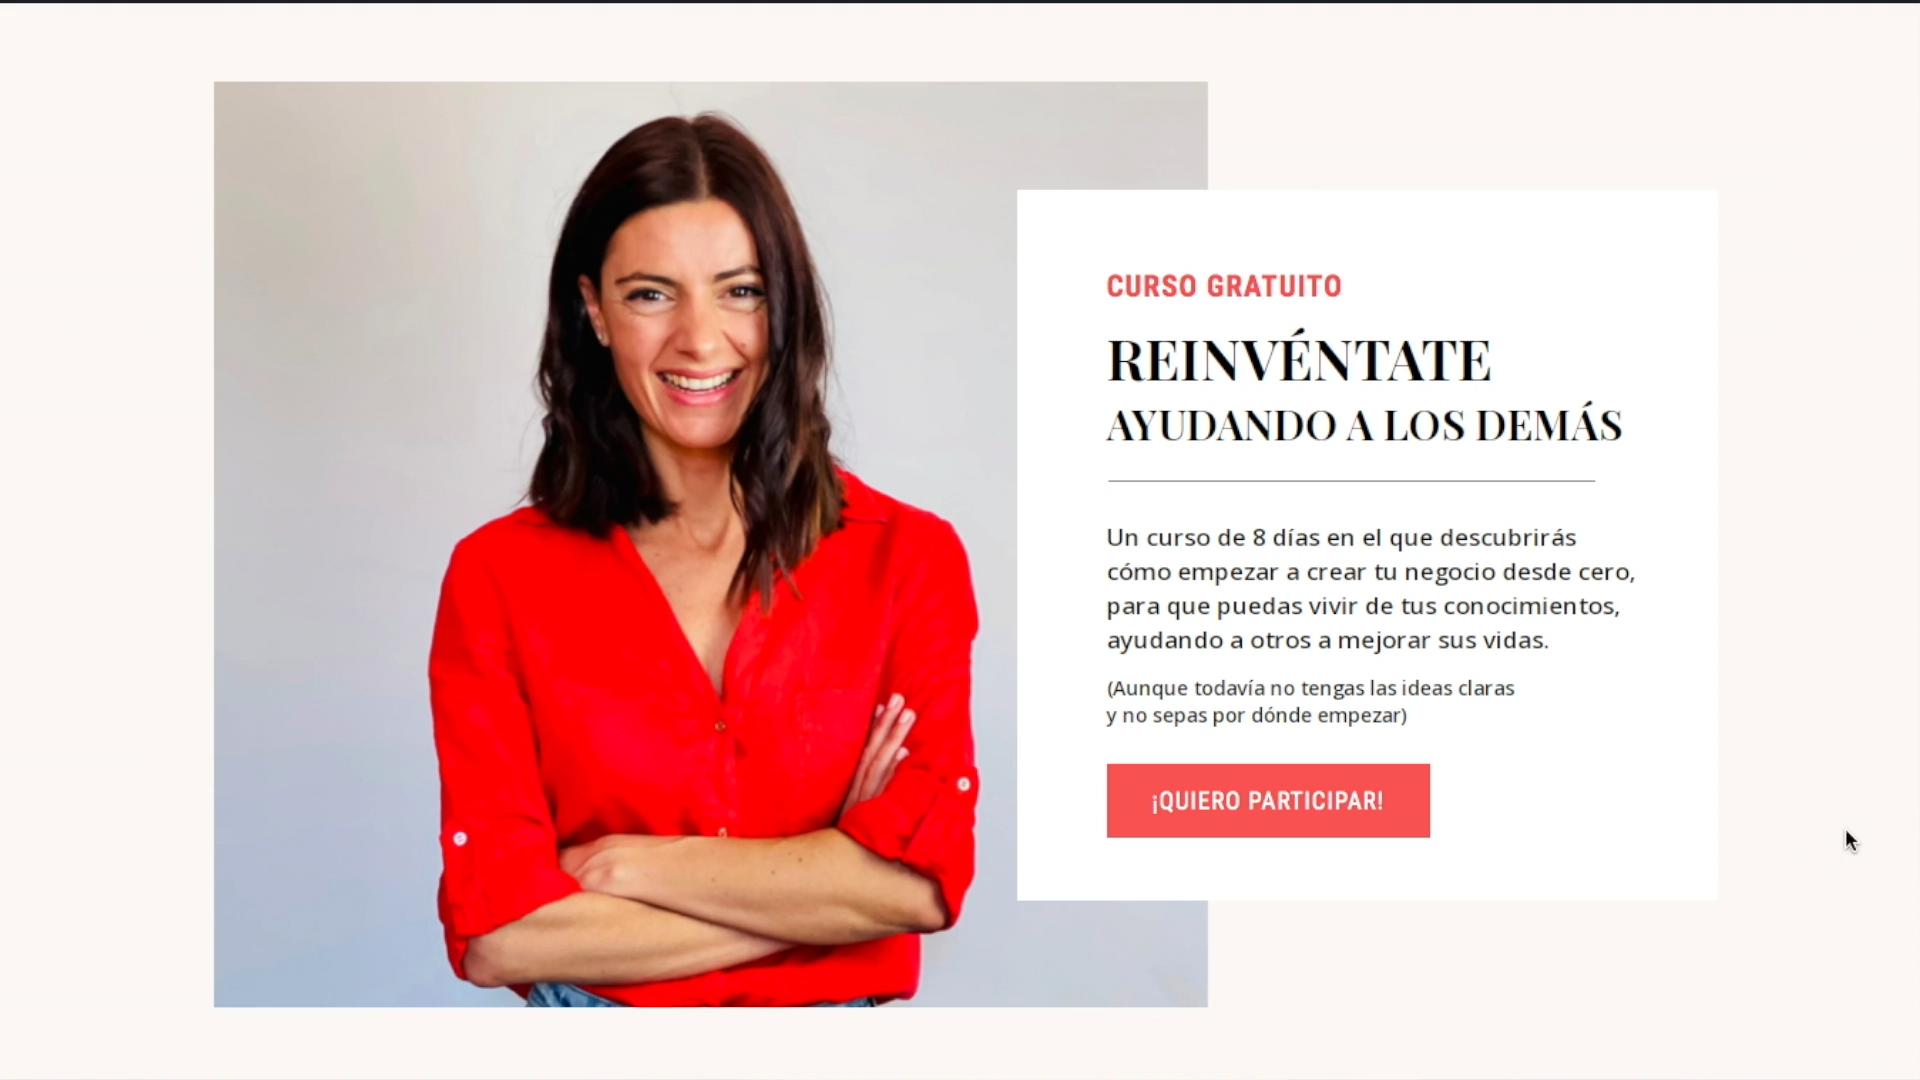 CURSO GRATUITO
REINVÉNTATE
AYUDANDO A LOS DEMÁS
Un curso de 8 días en el que descubrirás
cómo empezar a crear tu negocio desde cero,
para que puedas vivir de tus conocimientos,
ayudando a otros a mejorar sus vidas.
(Aunque todavía no tengas las ideas claras
y no sepas por dónde empezar)
¡QUIERO PARTICIPAR!